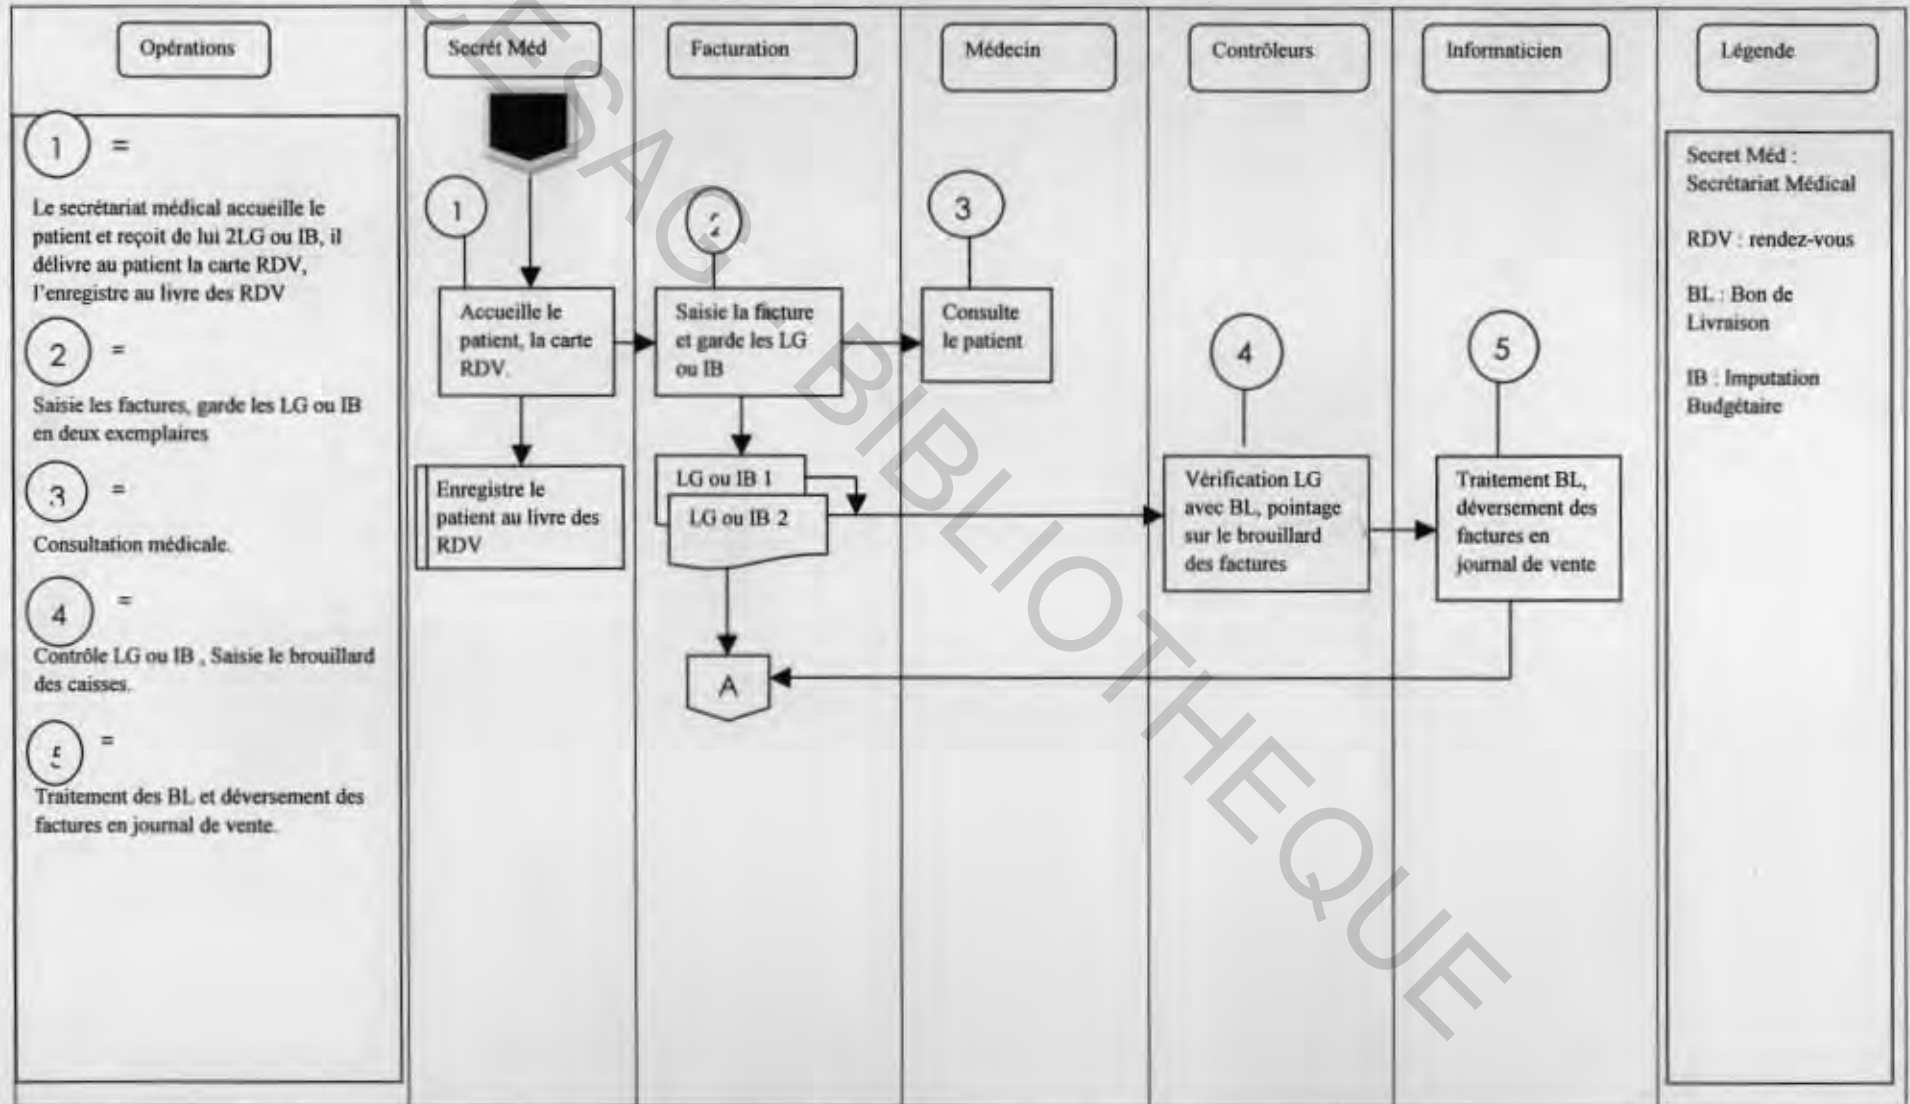 Opérations
Secrét Méd
Facturation
Médecin
Contrôleurs
Informaticien
Légende
1 =
Le secrétariat médical accueille le
patient et reçoit de lui 2LG ou IB, il
délivre au patient la carte RDV,
l'enregistre au livre des RDV
2 =
Saisie les factures, garde les LG ou IB
en deux exemplaires
3 =
Consultation médicale.
4 =
Contrôle LG ou IB , Saisie le brouillard
des caisses.
5 =
Traitement des BL et déversement des
factures en journal de vente.
1
Accueille le
patient, la carte
RDV.
Enregistre le
patient au livre des
RDV
2
Saisie la facture
et garde les LG
ou IB
LG ou IB 1
LG ou IB 2
A
3
Consulte
le patient
4
Vérification LG
avec BL, pointage
sur le brouillard
des factures
5
Traitement BL,
déversement des
factures en
journal de vente
Secret Méd :
Secrétariat Médical
RDV : rendez-vous
BL : Bon de
Livraison
IB : Imputation
Budgétaire
CESAG - BIBLIOTHEQUE